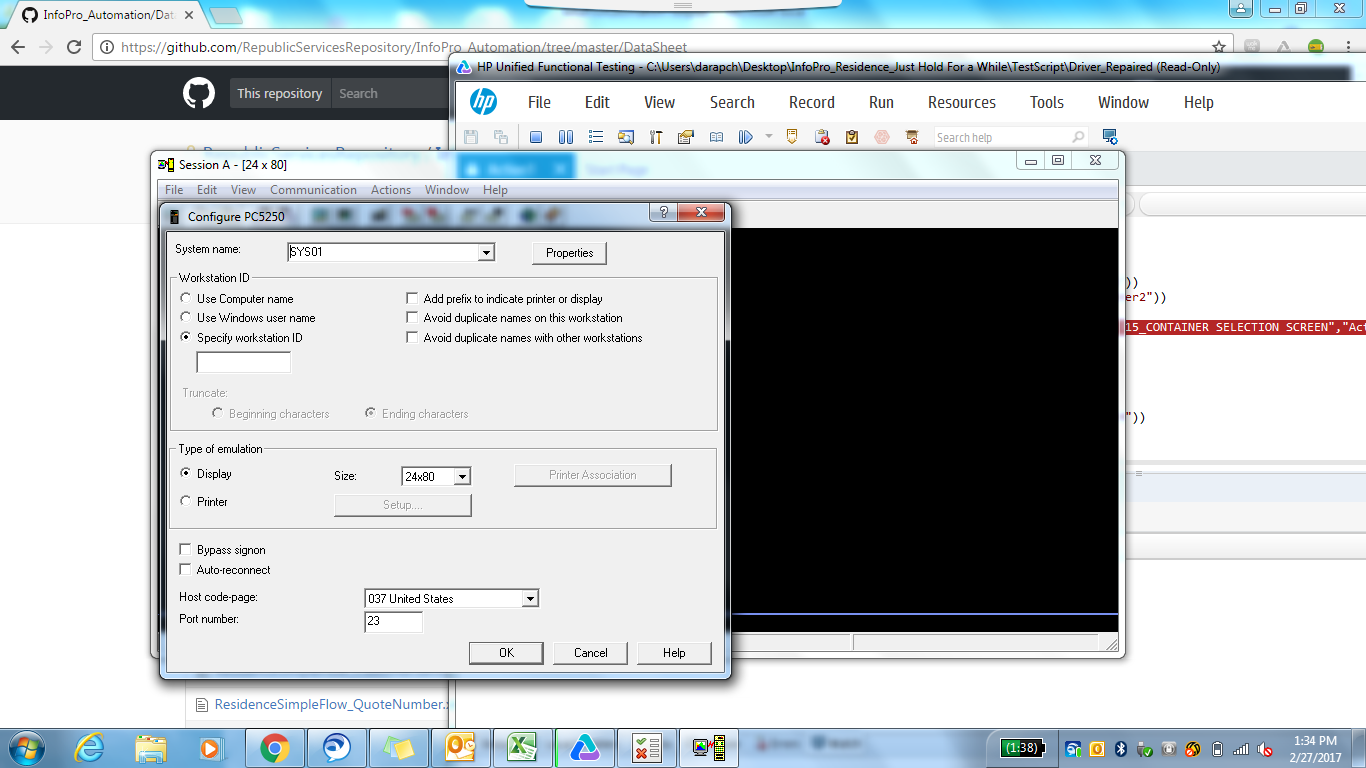 InfoPro_Automation/Dat
https://github.com/RepublicServicesRepository/InfoPro_Automation/tree/master/DataSheet
HP Unified Functional Testing - C:\Users\darapch\Desktop\InfoPro_Residence_Just Hold For a While\TestScript\Driver_Repaired (Read-Only)
This repository
Search
hp
File Edit View Search Record Run Resources Tools Window Help
Search help
Session A - [24 x 80]
Start Page
File Edit View Communication Actions Window Help
Configure PC5250
System name:
SYS01
Properties
Workstation ID
Use Computer name
Add prefix to indicate printer or display
))
Use Windows user name
Avoid duplicate names on this workstation
er2"))
Specify workstation ID
Avoid duplicate names with other workstations
15_CONTAINER SELECTION SCREEN","Act
Truncate:
Beginning characters
Ending characters
"))
Type of emulation
Display
Size:
24x80
Printer Association
Printer
Setup....
Bypass signon
Auto-reconnect
Host code-page:
037 United States
Port number:
23
OK
Cancel
Help
ResidenceSimpleFlow_QuoteNumber.x
(1:38)
1:34 PM
2/27/2017